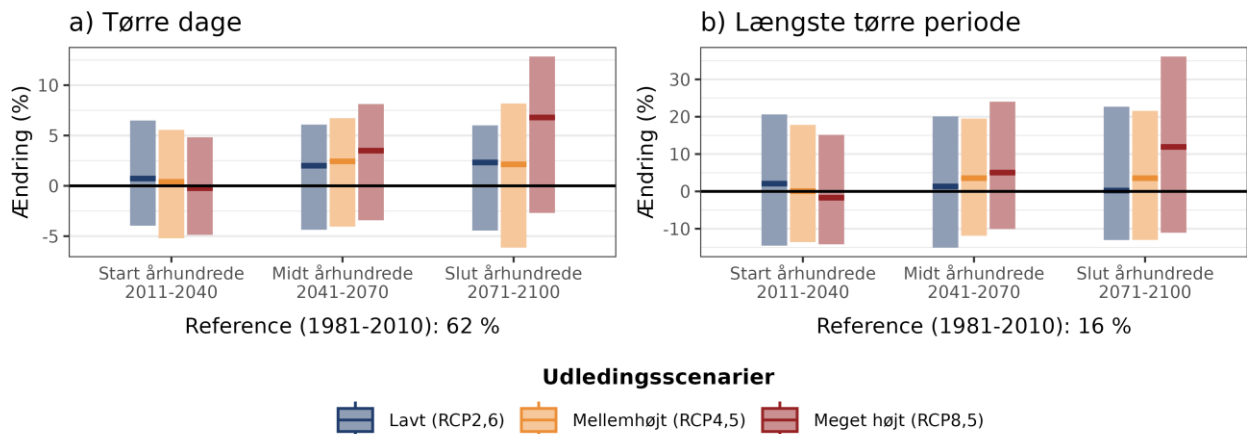 a) Tørre dage
Ændring (%)
10
5
0
-5
Start århundrede
2011-2040
Midt århundrede
2041-2070
Slut århundrede
2071-2100
Reference (1981-2010): 62 %
b) Længste tørre periode
Ændring (%)
30
20
10
0
-10
Start århundrede
2011-2040
Midt århundrede
2041-2070
Slut århundrede
2071-2100
Reference (1981-2010): 16 %
Udledingsscenarier
Lavt (RCP2,6)
Mellemhøjt (RCP4,5)
Meget højt (RCP8,5)